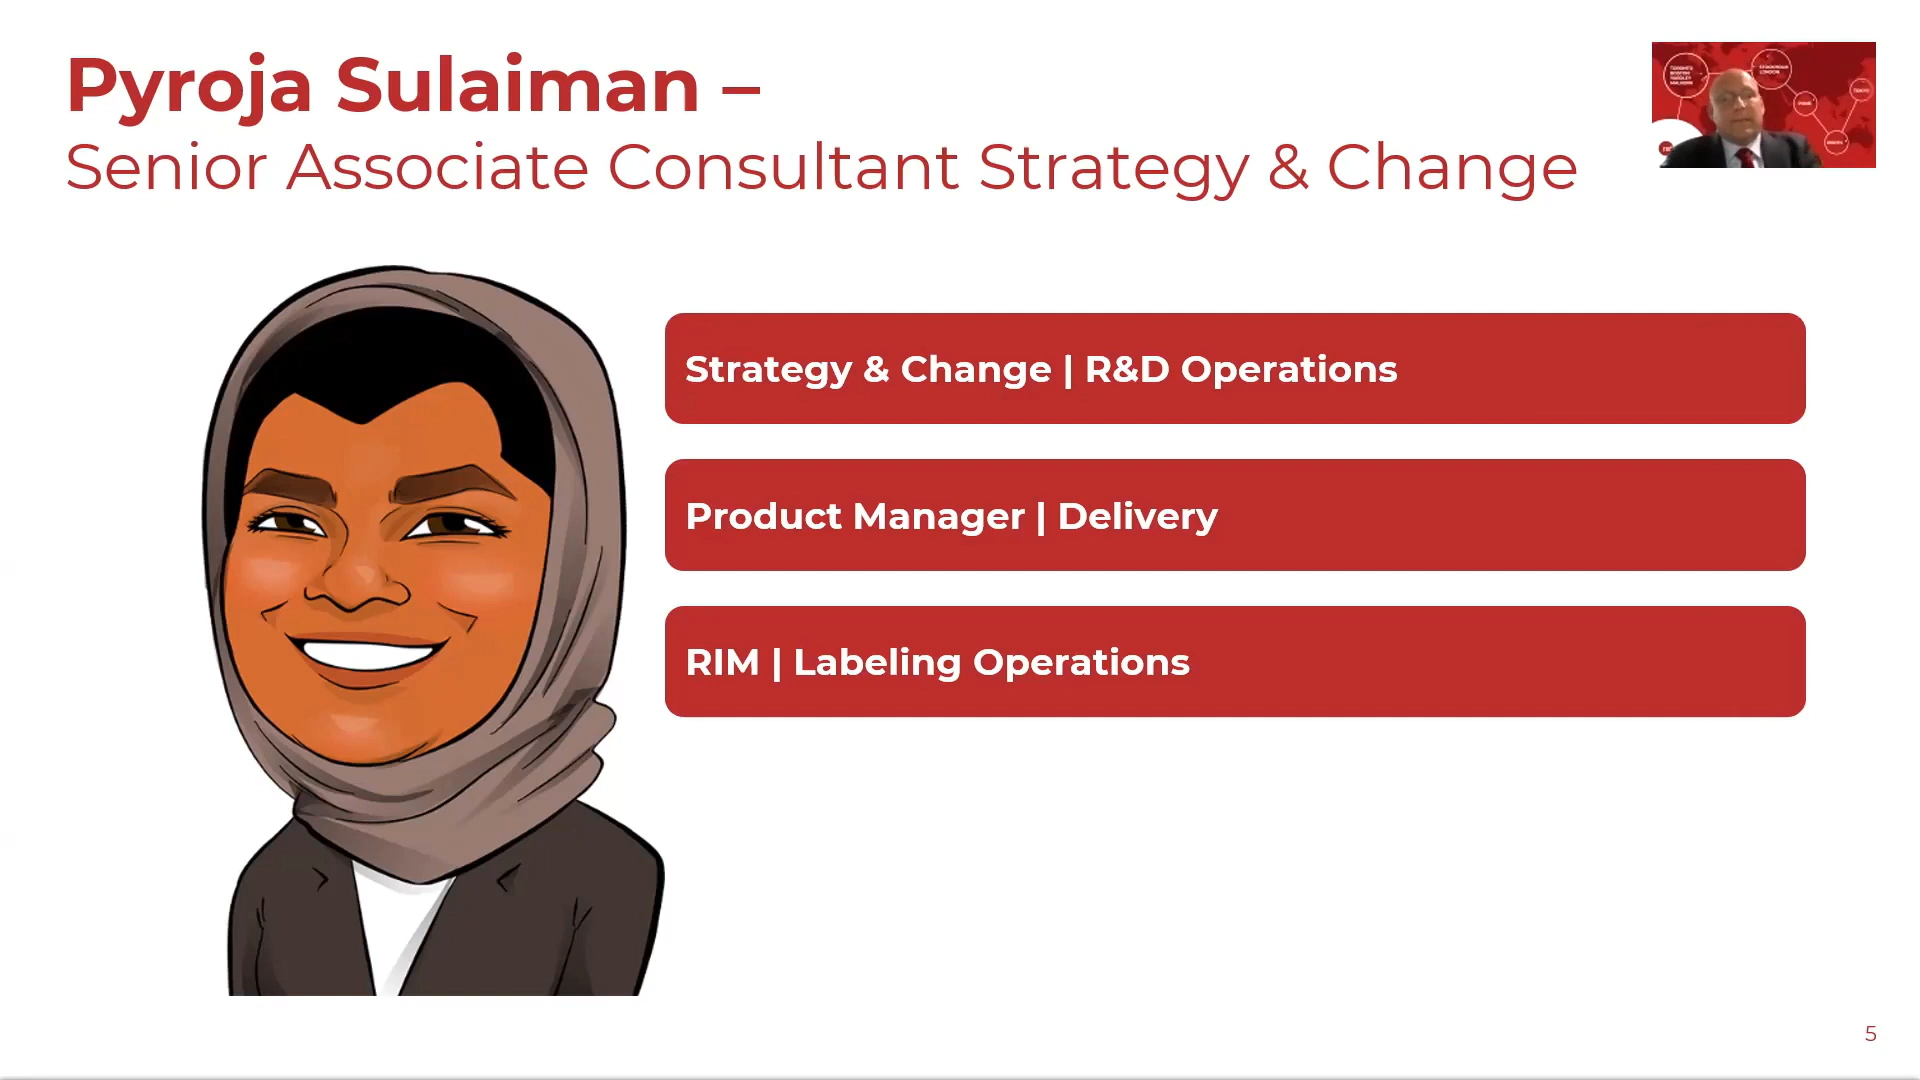 Pyroja Sulaiman –
Senior Associate Consultant Strategy & Change
Strategy & Change | R&D Operations
Product Manager | Delivery
RIM | Labeling Operations
5